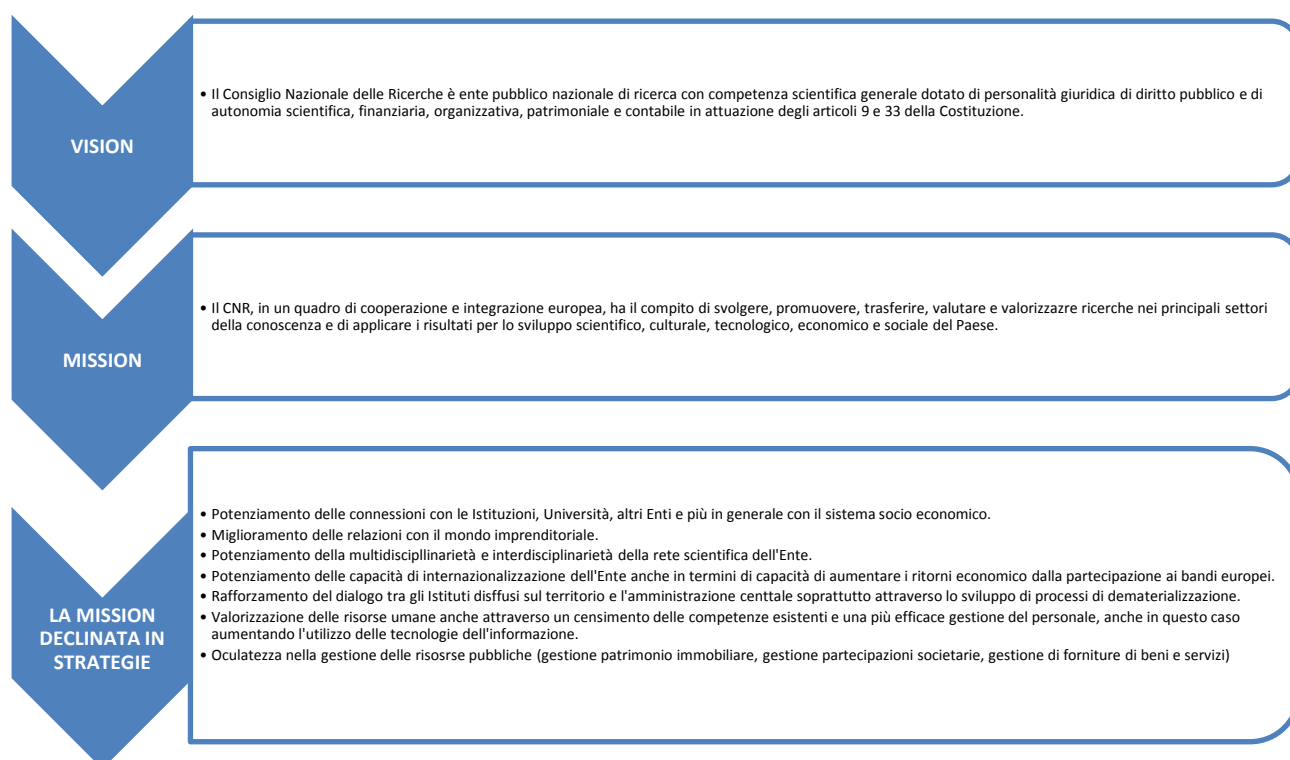 VISION
• Il Consiglio Nazionale delle Ricerche è ente pubblico nazionale di ricerca con competenza scientifica generale dotato di personalità giuridica di diritto pubblico e di
autonomia scientifica, finanziaria, organizzativa, patrimoniale e contabile in attuazione degli articoli 9 e 33 della Costituzione.
MISSION
• Il CNR, in un quadro di cooperazione e integrazione europea, ha il compito di svolgere, promuovere, trasferire, valutare e valorizzazre ricerche nei principali settori
della conoscenza e di applicare i risultati per lo sviluppo scientifico, culturale, tecnologico, economico e sociale del Paese.
LA MISSION
DECLINATA IN
STRATEGIE
• Potenziamento delle connessioni con le Istituzioni, Università, altri Enti e più in generale con il sistema socio economico.
• Miglioramento delle relazioni con il mondo imprenditoriale.
• Potenziamento della multidiscipllinarietà e interdisciplinarietà della rete scientifica dell'Ente.
• Potenziamento delle capacità di internazionalizzazione dell'Ente anche in termini di capacità di aumentare i ritorni economico dalla partecipazione ai bandi europei.
• Rafforzamento del dialogo tra gli Istituti disffusi sul territorio e l'amministrazione centtale soprattutto attraverso lo sviluppo di processi di dematerializzazione.
• Valorizzazione delle risorse umane anche attraverso un censimento delle competenze esistenti e una più efficace gestione del personale, anche in questo caso
aumentando l'utilizzo delle tecnologie dell'informazione.
• Oculatezza nella gestione delle risosrse pubbliche (gestione patrimonio immobiliare, gestione partecipazioni societarie, gestione di forniture di beni e servizi)